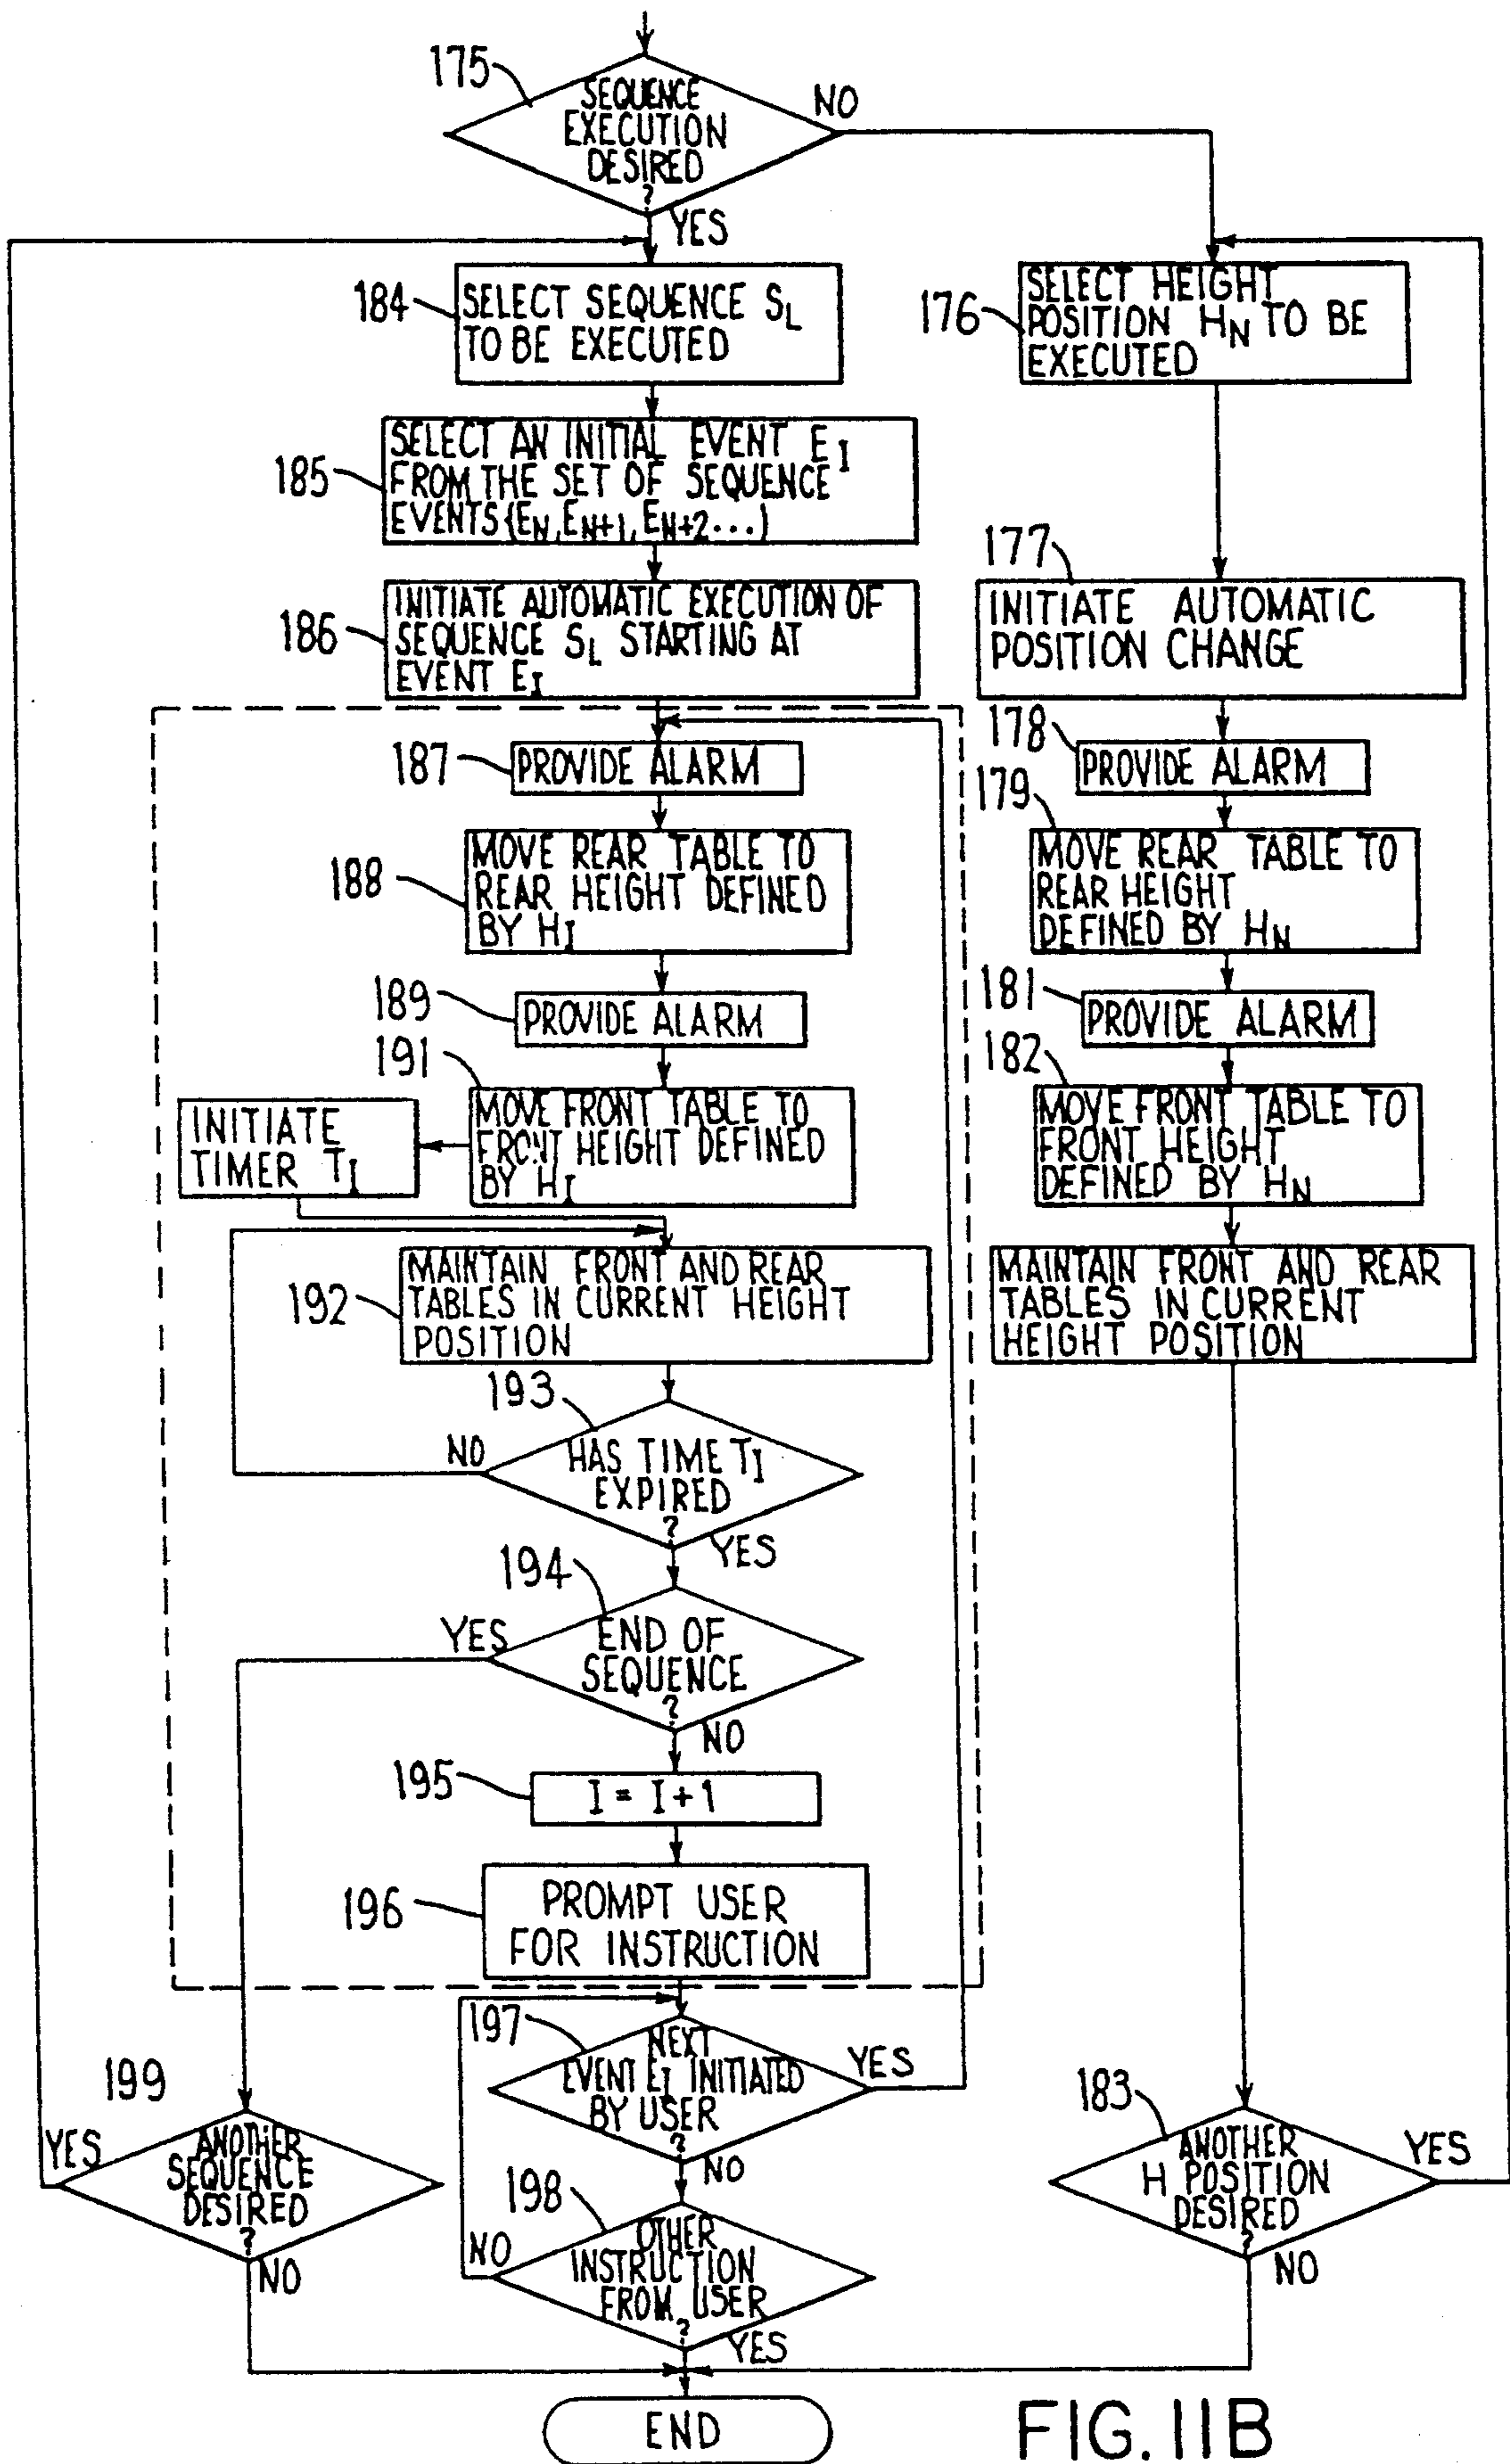 175
SEQUENCE
EXECUTION
DESIRED
?
NO
YES
184
SELECT SEQUENCE SL
TO BE EXECUTED
176
SELECT HEIGHT
POSITION HN TO BE
EXECUTED
185
SELECT AN INITIAL EVENT EI
FROM THE SET OF SEQUENCE
EVENTS (EN, EN+1, EN+2...)
186
INITIATE AUTOMATIC EXECUTION OF
SEQUENCE SL STARTING AT
EVENT EI
177
INITIATE AUTOMATIC
POSITION CHANGE
187
PROVIDE ALARM
178
PROVIDE ALARM
188
MOVE REAR TABLE TO
REAR HEIGHT DEFINED
BY HI
179
MOVE REAR TABLE TO
REAR HEIGHT
DEFINED BY HN
189
PROVIDE ALARM
181
PROVIDE ALARM
191
MOVE FRONT TABLE TO
FRONT HEIGHT DEFINED
BY HI
INITIATE
TIMER TI
182
MOVE FRONT TABLE TO
FRONT HEIGHT
DEFINED BY HN
192
MAINTAIN FRONT AND REAR
TABLES IN CURRENT HEIGHT
POSITION
MAINTAIN FRONT AND REAR
TABLES IN CURRENT
HEIGHT POSITION
193
HAS TIME TI
EXPIRED
?
NO
YES
194
END OF
SEQUENCE
?
YES
NO
195
I = I+1
196
PROMPT USER
FOR INSTRUCTION
197
NEXT
EVENT EI INITIATED
BY USER
?
YES
NO
199
ANOTHER
SEQUENCE
DESIRED
?
YES
NO
198
OTHER
INSTRUCTION
FROM USER
?
NO
YES
183
ANOTHER
H POSITION
DESIRED
?
YES
NO
END
FIG. 11B